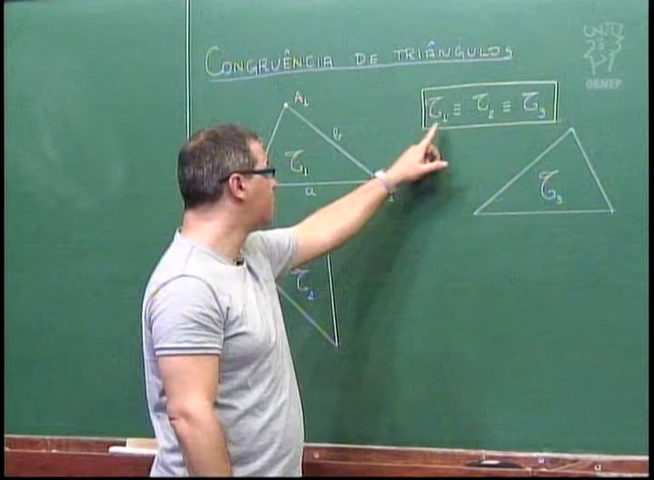 CONGRUÊNCIA DE TRIÂNGULOS
A₁
τ₁ ≡ τ₂ ≡ τ₃
b
τ₁
a
τ₃
τ₂
OBMEP